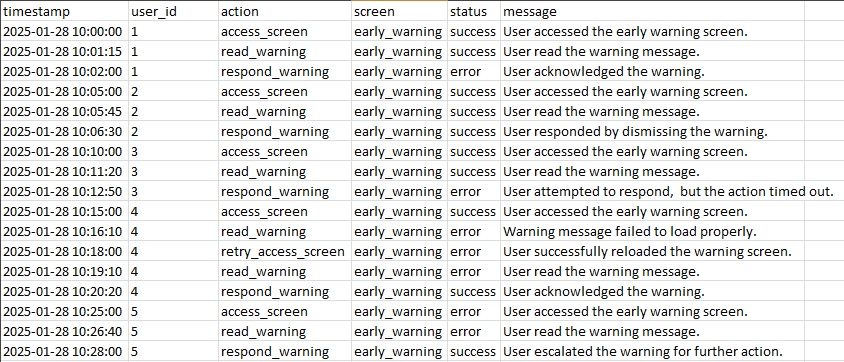 timestamp user_id action screen status message
2025-01-28 10:00:00 1 access_screen early_warning success User accessed the early warning screen.
2025-01-28 10:01:15 1 read_warning early_warning success User read the warning message.
2025-01-28 10:02:00 1 respond_warning early_warning error User acknowledged the warning.
2025-01-28 10:05:00 2 access_screen early_warning success User accessed the early warning screen.
2025-01-28 10:05:45 2 read_warning early_warning success User read the warning message.
2025-01-28 10:06:30 2 respond_warning early_warning success User responded by dismissing the warning.
2025-01-28 10:10:00 3 access_screen early_warning success User accessed the early warning screen.
2025-01-28 10:11:20 3 read_warning early_warning success User read the warning message.
2025-01-28 10:12:50 3 respond_warning early_warning error User attempted to respond, but the action timed out.
2025-01-28 10:15:00 4 access_screen early_warning success User accessed the early warning screen.
2025-01-28 10:16:10 4 read_warning early_warning error Warning message failed to load properly.
2025-01-28 10:18:00 4 retry_access_screen early_warning error User successfully reloaded the warning screen.
2025-01-28 10:19:10 4 read_warning early_warning error User read the warning message.
2025-01-28 10:20:20 4 respond_warning early_warning success User acknowledged the warning.
2025-01-28 10:25:00 5 access_screen early_warning error User accessed the early warning screen.
2025-01-28 10:26:40 5 read_warning early_warning error User read the warning message.
2025-01-28 10:28:00 5 respond_warning early_warning success User escalated the warning for further action.